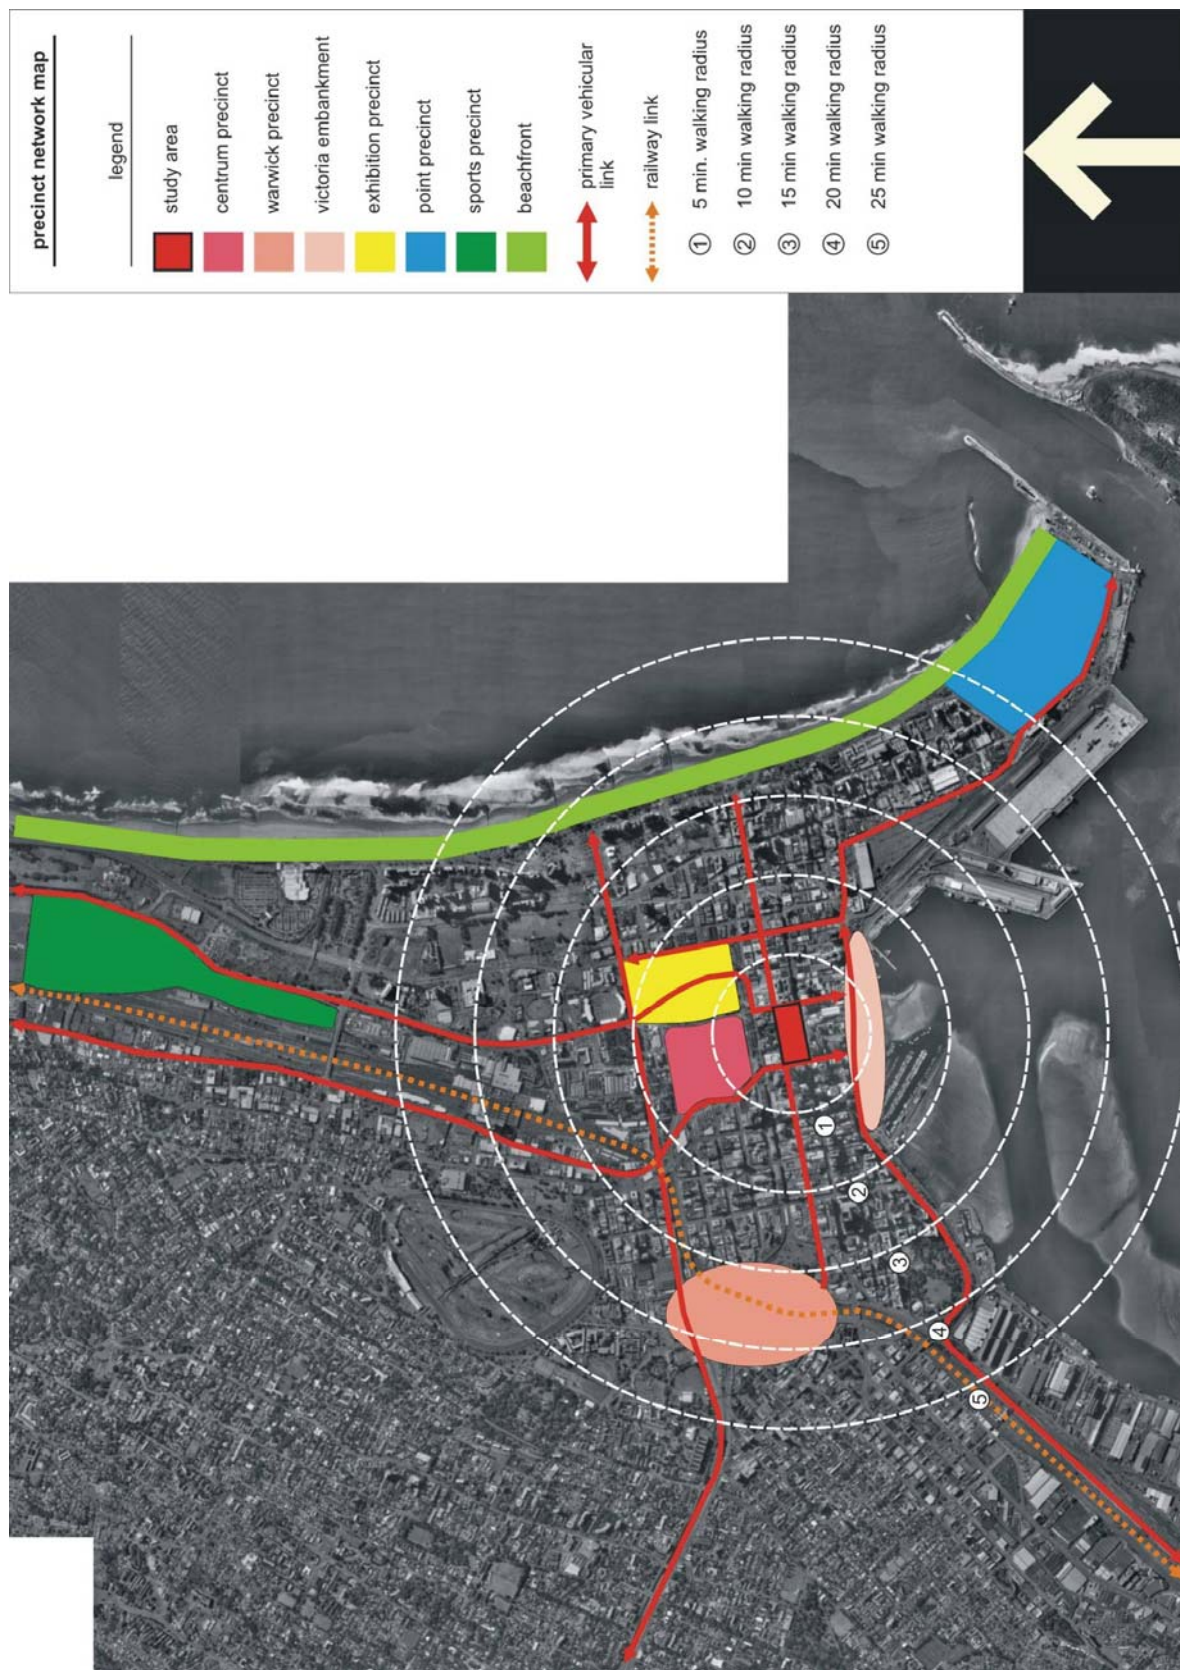 precinct network map
legend
study area
centrum precinct
warwick precinct
victoria embankment
exhibition precinct
point precinct
sports precinct
beachfront
primary vehicular
link
railway link
① 5 min. walking radius
② 10 min walking radius
③ 15 min walking radius
④ 20 min walking radius
⑤ 25 min walking radius
①
②
③
④
⑤